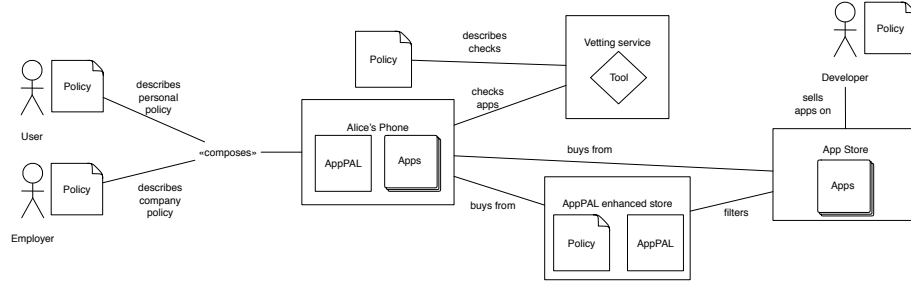 Policy
User
describes
personal
policy
Policy
Employer
describes
company
policy
«composes»
Policy
describes
checks
Vetting service
Tool
checks
apps
Alice's Phone
AppPAL
Apps
buys from
buys from
AppPAL enhanced store
Policy
AppPAL
filters
Policy
Developer
sells
apps on
App Store
Apps